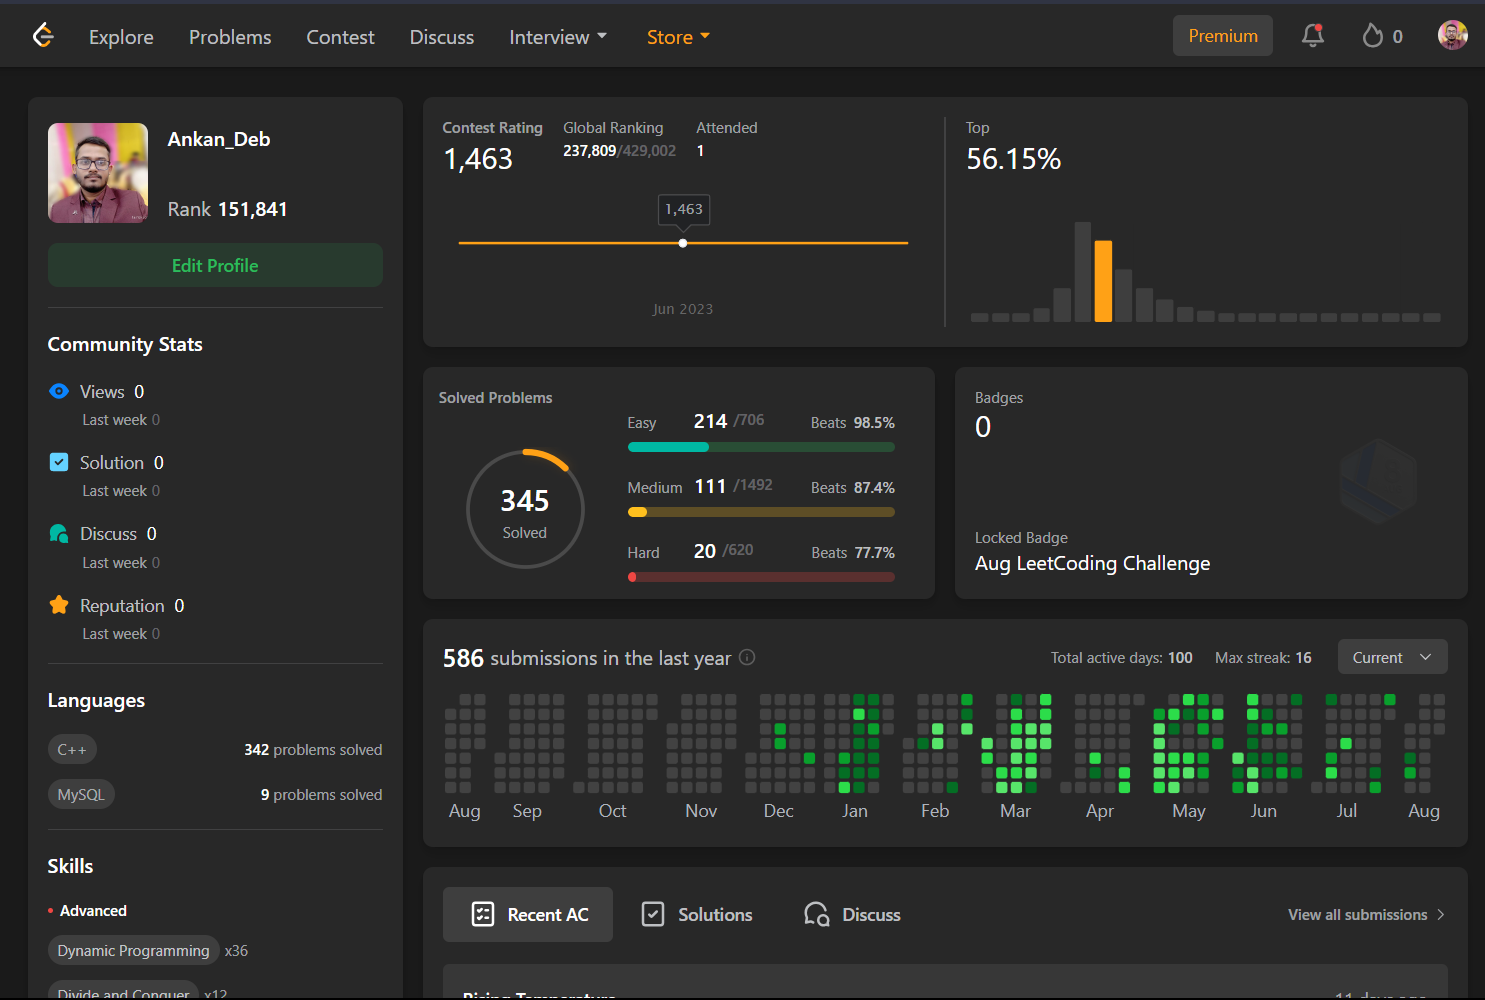 Explore Problems Contest Discuss Interview Store Premium 0
Ankan_Deb
Rank 151,841
Edit Profile
Community Stats
Views 0
Last week 0
Solution 0
Last week 0
Discuss 0
Last week 0
Reputation 0
Last week 0
Languages
C++ 342 problems solved
MySQL 9 problems solved
Skills
Advanced
Dynamic Programming x36
Divide and Conquer x12
Contest Rating Global Ranking Attended
1,463 237,809/429,002 1
1,463
Jun 2023
Top
56.15%
Solved Problems
345
Solved
Easy 214 /706 Beats 98.5%
Medium 111 /1492 Beats 87.4%
Hard 20 /620 Beats 77.7%
Badges
0
Locked Badge
Aug LeetCoding Challenge
586 submissions in the last year Total active days: 100 Max streak: 16 Current
Aug Sep Oct Nov Dec Jan Feb Mar Apr May Jun Jul Aug
Recent AC Solutions Discuss View all submissions
Rising Temperature 11 days ago